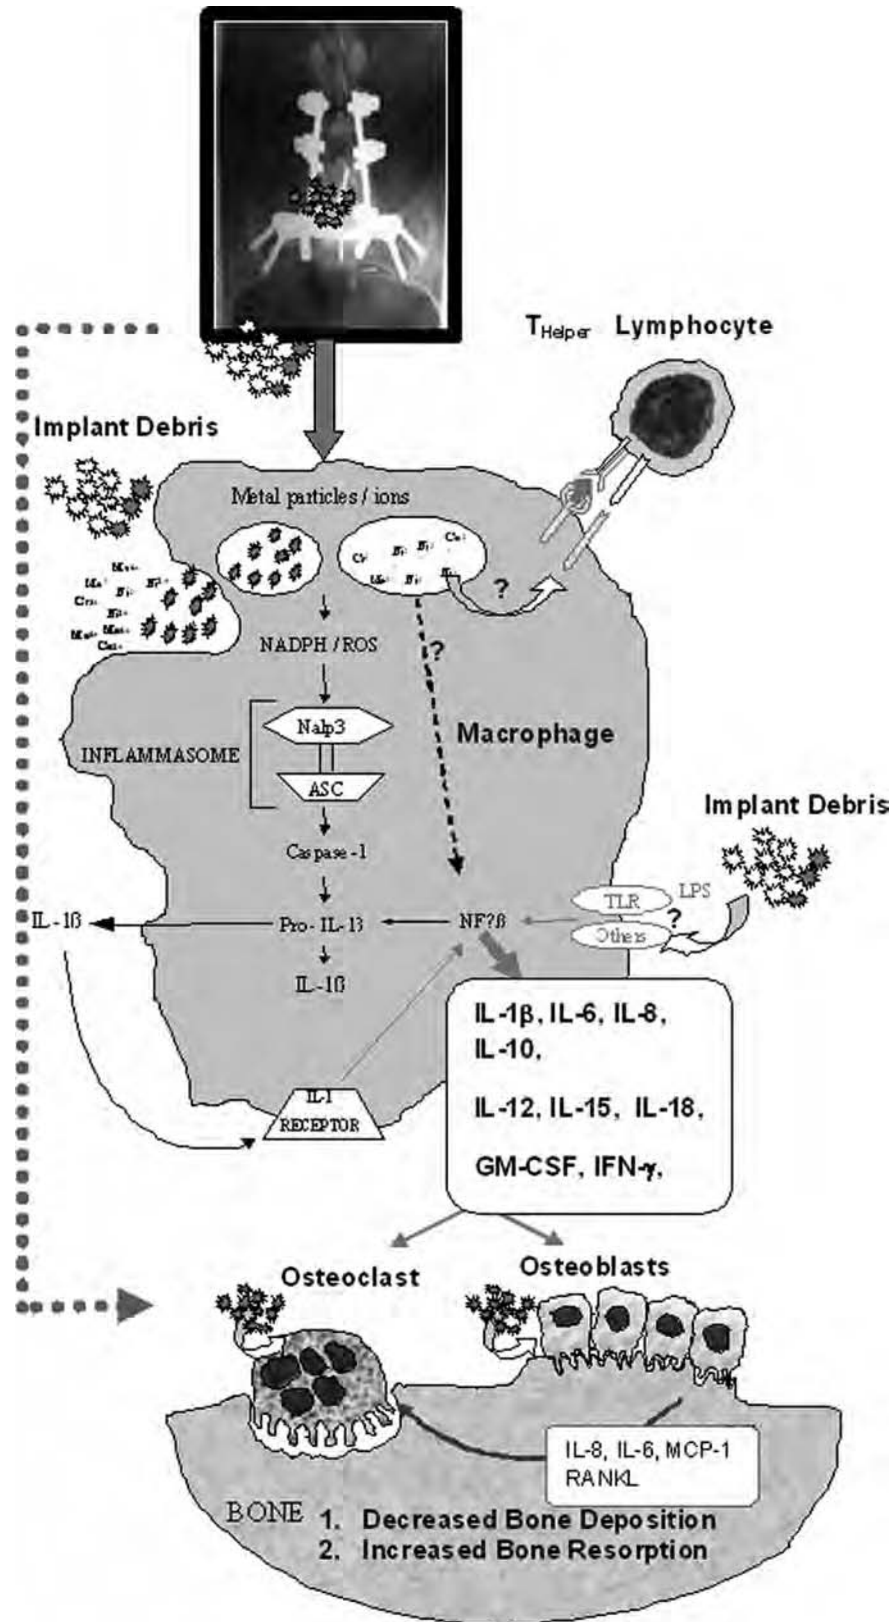 T Helper Lymphocyte
Implant Debris
Metal particles / ions
?
NADPH / ROS
?
Nalp3
Macrophage
INFLAMMASOME
ASC
Implant Debris
Caspase-1
TLR
LPS
?
IL-1ß
Pro-IL-1ß
NF?ß
Others
IL-1ß
IL-1β, IL-6, IL-8,
IL-10,
IL-12, IL-15, IL-18,
GM-CSF, IFN-γ,
IL-1
RECEPTOR
Osteoclast
Osteoblasts
IL-8, IL-6, MCP-1
RANKL
BONE
1. Decreased Bone Deposition
2. Increased Bone Resorption